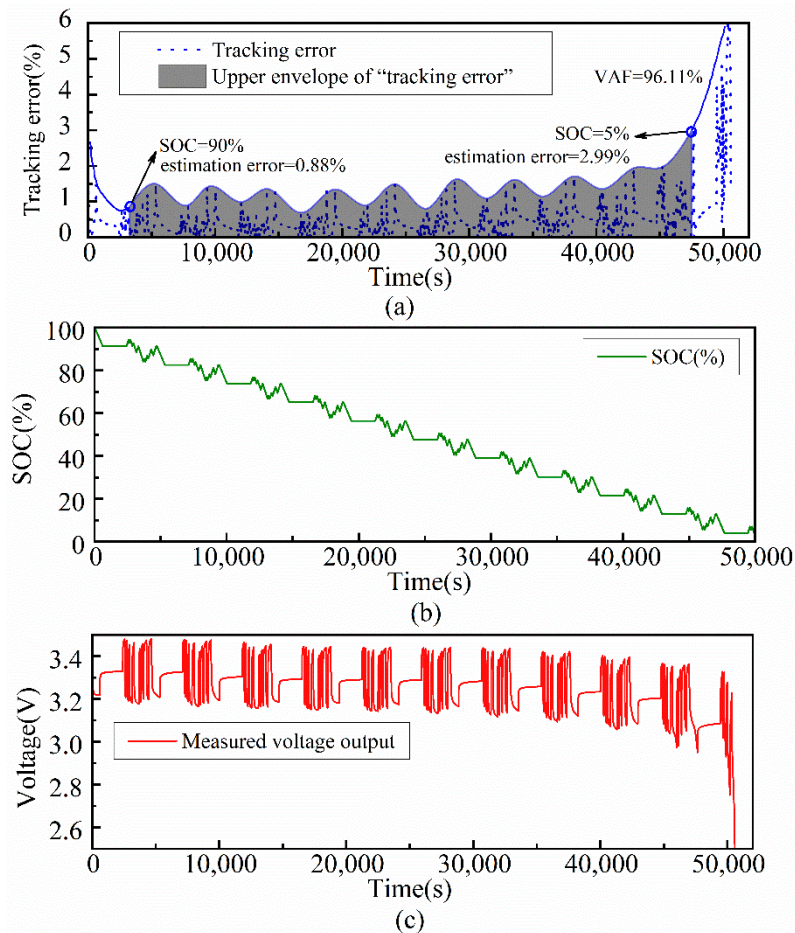 6
5
4
3
2
1
0
Tracking error(%)
Tracking error
Upper envelope of “tracking error”
VAF=96.11%
SOC=90%
estimation error=0.88%
SOC=5%
estimation error=2.99%
0
10,000
20,000
30,000
40,000
50,000
Time(s)
(a)
100
80
60
40
20
0
SOC(%)
SOC(%)
0
10,000
20,000
30,000
40,000
50,000
Time(s)
(b)
3.4
3.2
3.0
2.8
2.6
Voltage(V)
Measured voltage output
0
10,000
20,000
30,000
40,000
50,000
Time(s)
(c)